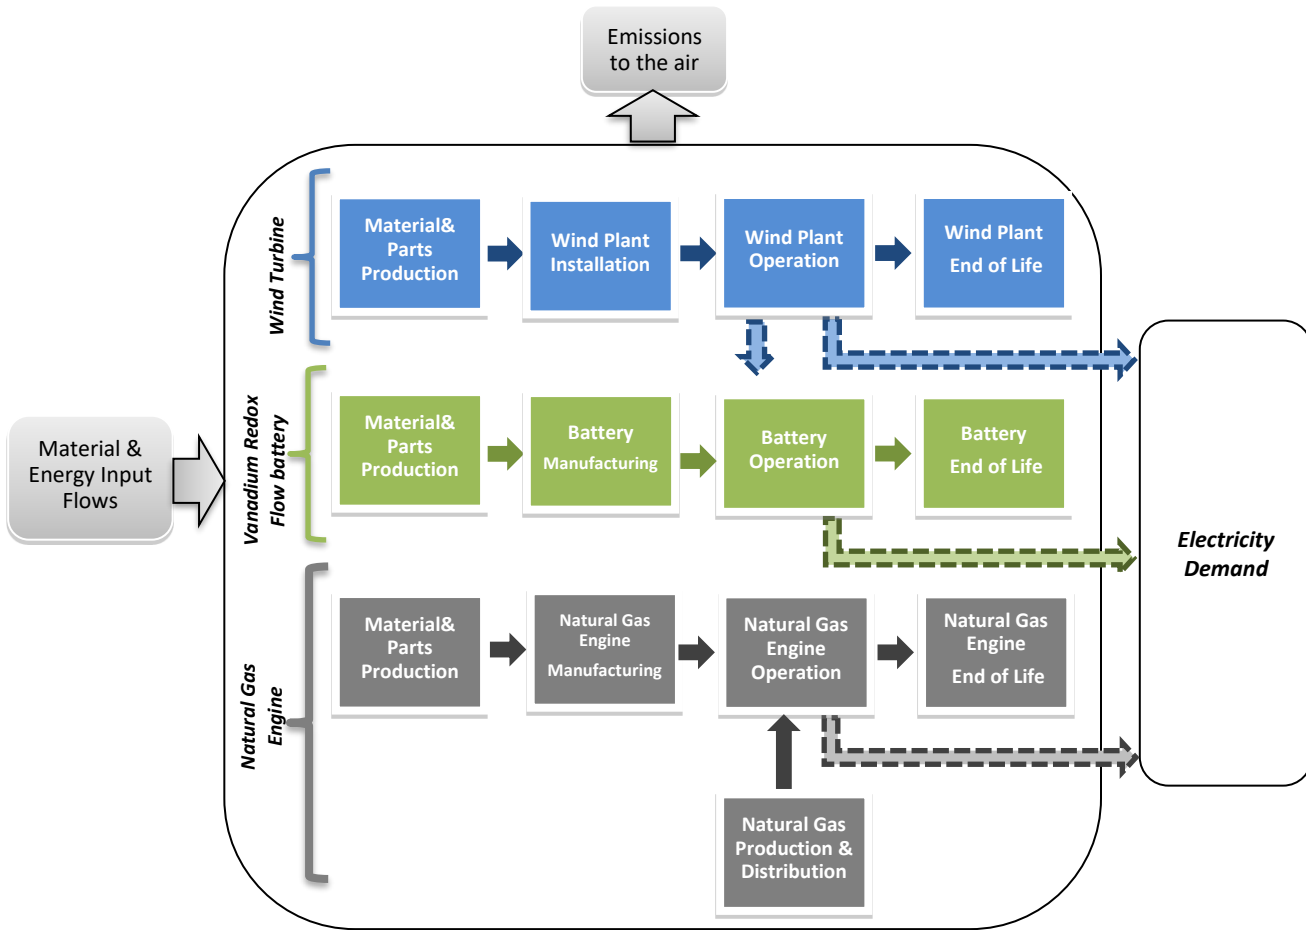 Emissions
to the air
Wind Turbine
Material&
Parts
Production
Wind Plant
Installation
Wind Plant
Operation
Wind Plant
End of Life
Material &
Energy Input
Flows
Vanadium Redox
Flow battery
Material&
Parts
Production
Battery
Manufacturing
Battery
Operation
Battery
End of Life
Electricity
Demand
Natural Gas
Engine
Material&
Parts
Production
Natural Gas
Engine
Manufacturing
Natural Gas
Engine
Operation
Natural Gas
Engine
End of Life
Natural Gas
Production &
Distribution